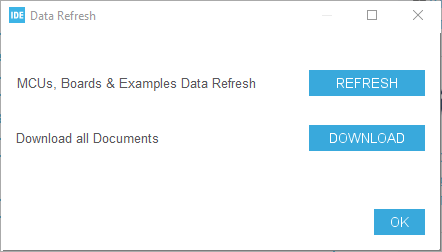 IDE Data Refresh
MCUs, Boards & Examples Data Refresh REFRESH
Download all Documents DOWNLOAD
OK